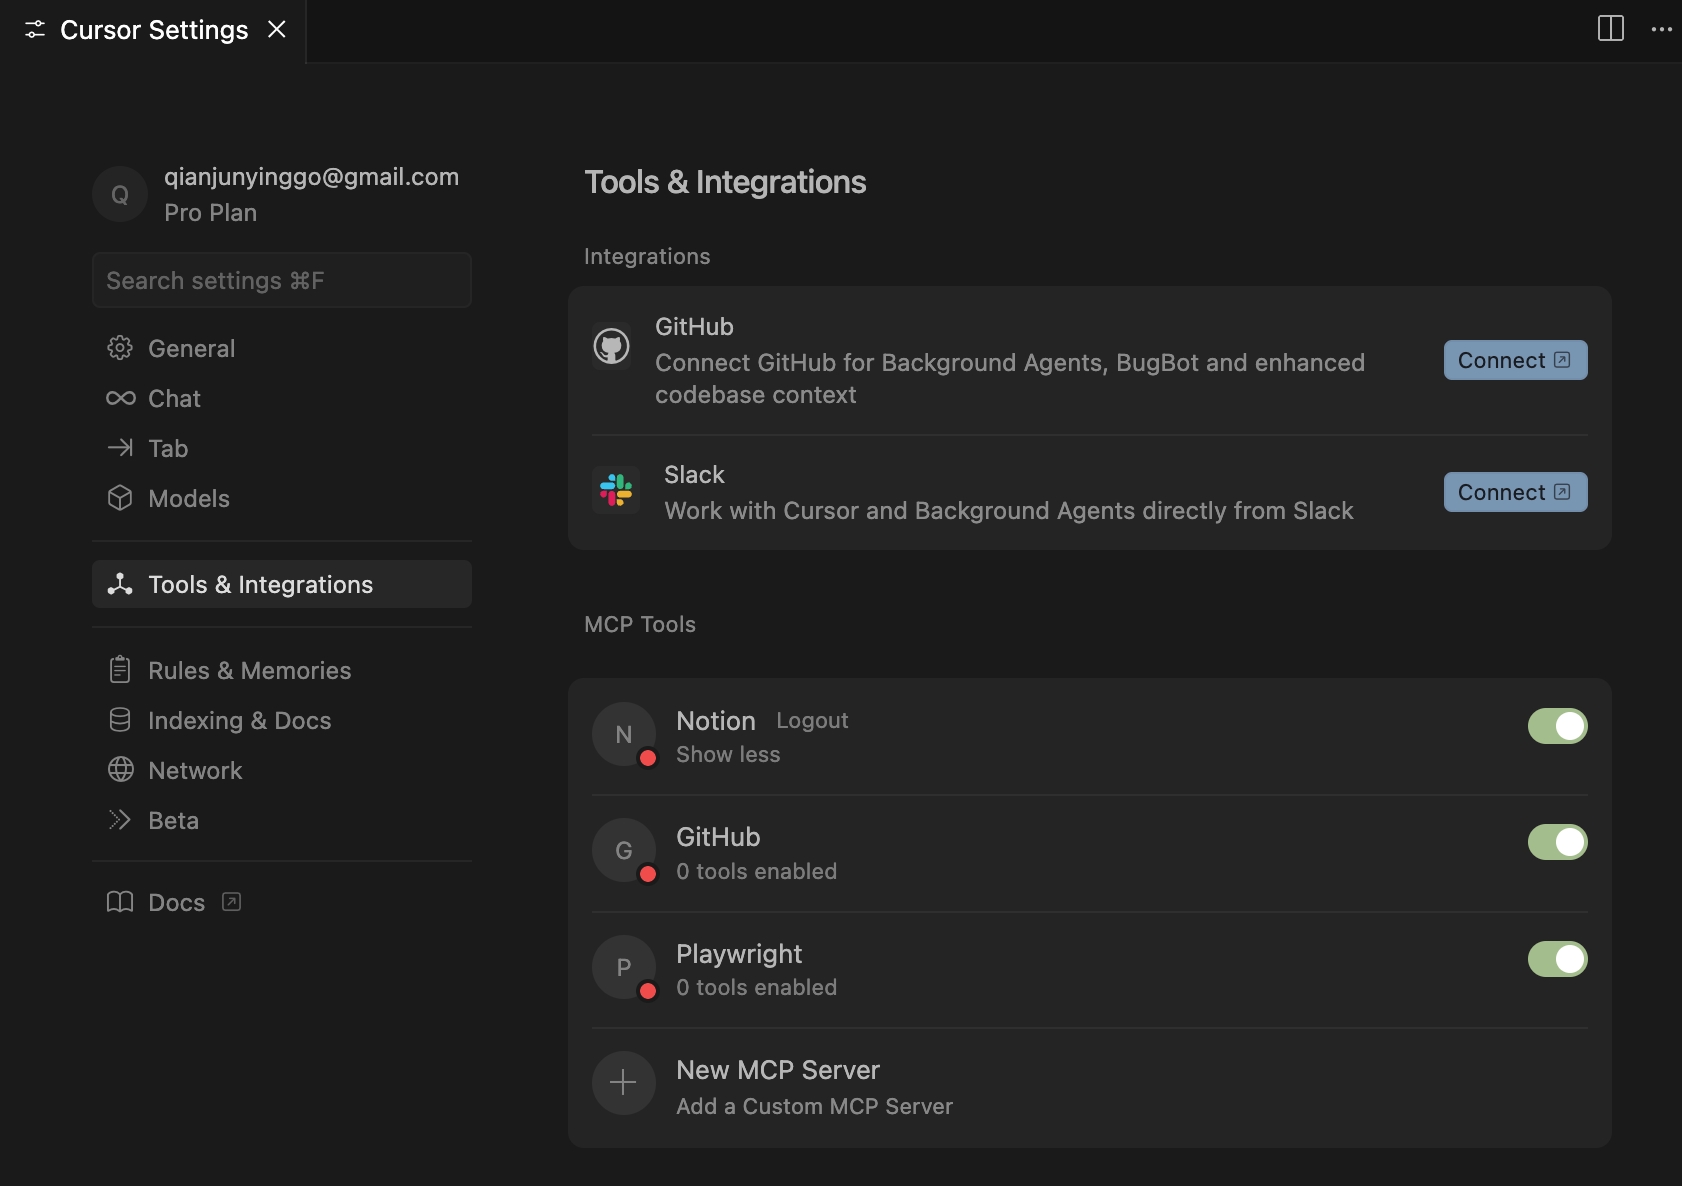 Cursor Settings
Q
qianjunyinggo@gmail.com
Pro Plan
Search settings ⌘F
General
Chat
Tab
Models
Tools & Integrations
Rules & Memories
Indexing & Docs
Network
Beta
Docs
Tools & Integrations
Integrations
GitHub
Connect GitHub for Background Agents, BugBot and enhanced
codebase context
Connect
Slack
Work with Cursor and Background Agents directly from Slack
Connect
MCP Tools
N
Notion Logout
Show less
G
GitHub
0 tools enabled
P
Playwright
0 tools enabled
New MCP Server
Add a Custom MCP Server